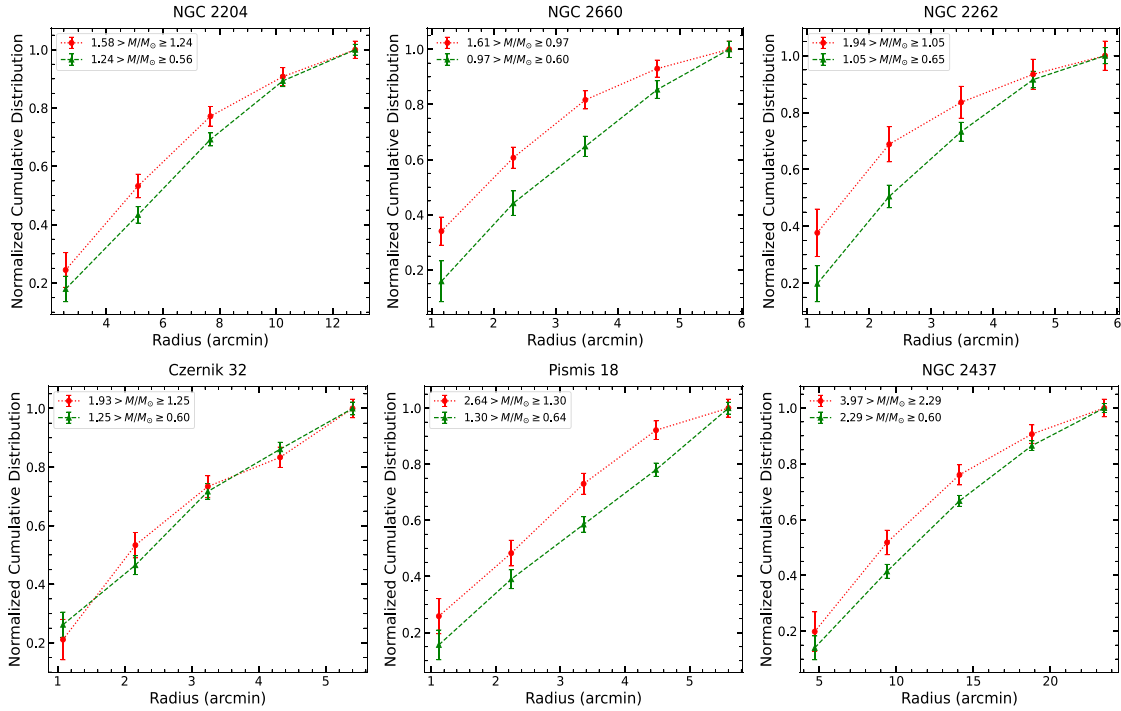 NGC 2204
NGC 2660
NGC 2262
1.58 > M/M⊙ ≥ 1.24
1.24 > M/M⊙ ≥ 0.56
1.61 > M/M⊙ ≥ 0.97
0.97 > M/M⊙ ≥ 0.60
1.94 > M/M⊙ ≥ 1.05
1.05 > M/M⊙ ≥ 0.65
Normalized Cumulative Distribution
1.0
0.8
0.6
0.4
0.2
4 6 8 10 12
Radius (arcmin)
Normalized Cumulative Distribution
1.0
0.8
0.6
0.4
0.2
1 2 3 4 5 6
Radius (arcmin)
Normalized Cumulative Distribution
1.0
0.8
0.6
0.4
0.2
1 2 3 4 5 6
Radius (arcmin)
Czernik 32
Pismis 18
NGC 2437
1.93 > M/M⊙ ≥ 1.25
1.25 > M/M⊙ ≥ 0.60
2.64 > M/M⊙ ≥ 1.30
1.30 > M/M⊙ ≥ 0.64
3.97 > M/M⊙ ≥ 2.29
2.29 > M/M⊙ ≥ 0.60
Normalized Cumulative Distribution
1.0
0.8
0.6
0.4
0.2
1 2 3 4 5
Radius (arcmin)
Normalized Cumulative Distribution
1.0
0.8
0.6
0.4
0.2
1 2 3 4 5
Radius (arcmin)
Normalized Cumulative Distribution
1.0
0.8
0.6
0.4
0.2
5 10 15 20
Radius (arcmin)